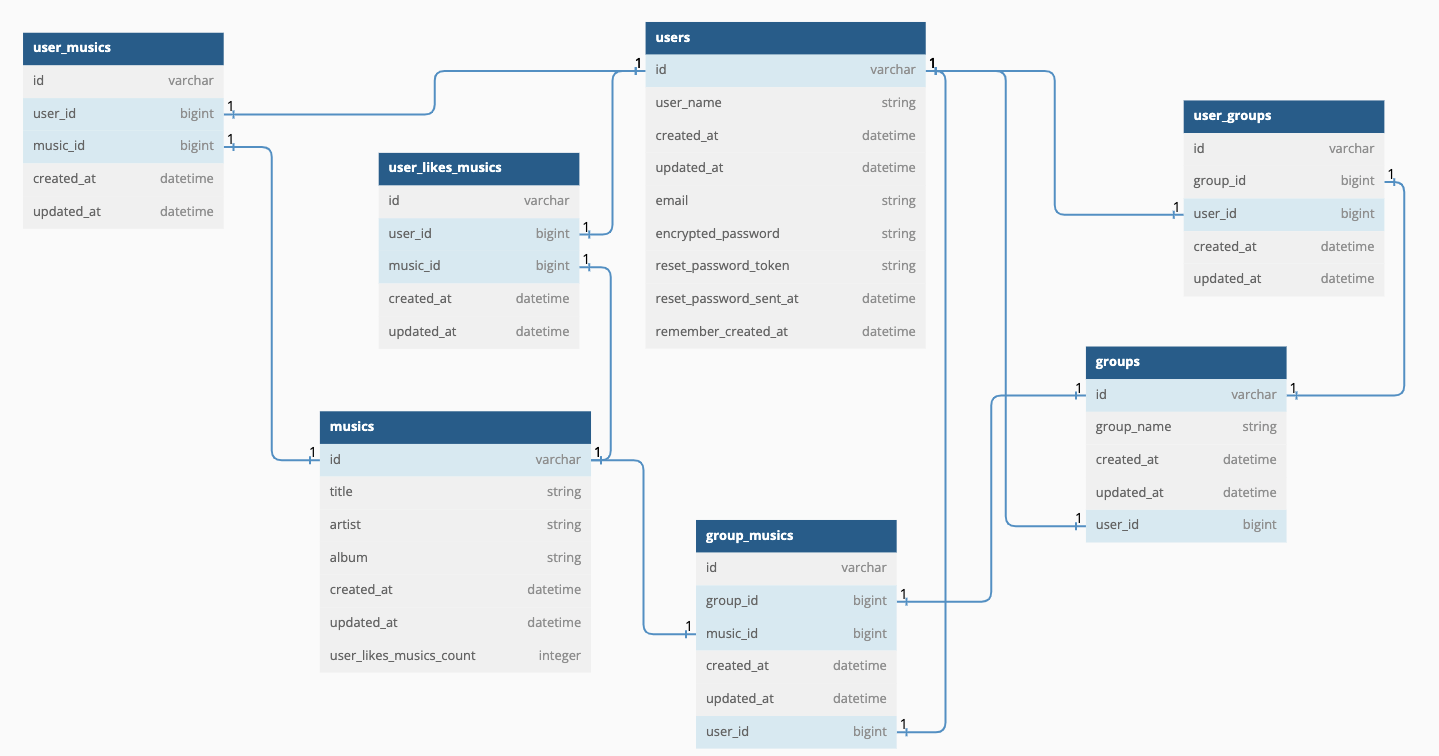 user_musics
id varchar
user_id bigint
music_id bigint
created_at datetime
updated_at datetime
1
1
user_likes_musics
id varchar
user_id bigint
music_id bigint
created_at datetime
updated_at datetime
1
1
users
id varchar
user_name string
created_at datetime
updated_at datetime
email string
encrypted_password string
reset_password_token string
reset_password_sent_at datetime
remember_created_at datetime
1
1
user_groups
id varchar
group_id bigint
user_id bigint
created_at datetime
updated_at datetime
1
1
groups
id varchar
group_name string
created_at datetime
updated_at datetime
user_id bigint
1
1
1
musics
id varchar
title string
artist string
album string
created_at datetime
updated_at datetime
user_likes_musics_count integer
1
1
group_musics
id varchar
group_id bigint
music_id bigint
created_at datetime
updated_at datetime
user_id bigint
1
1
1